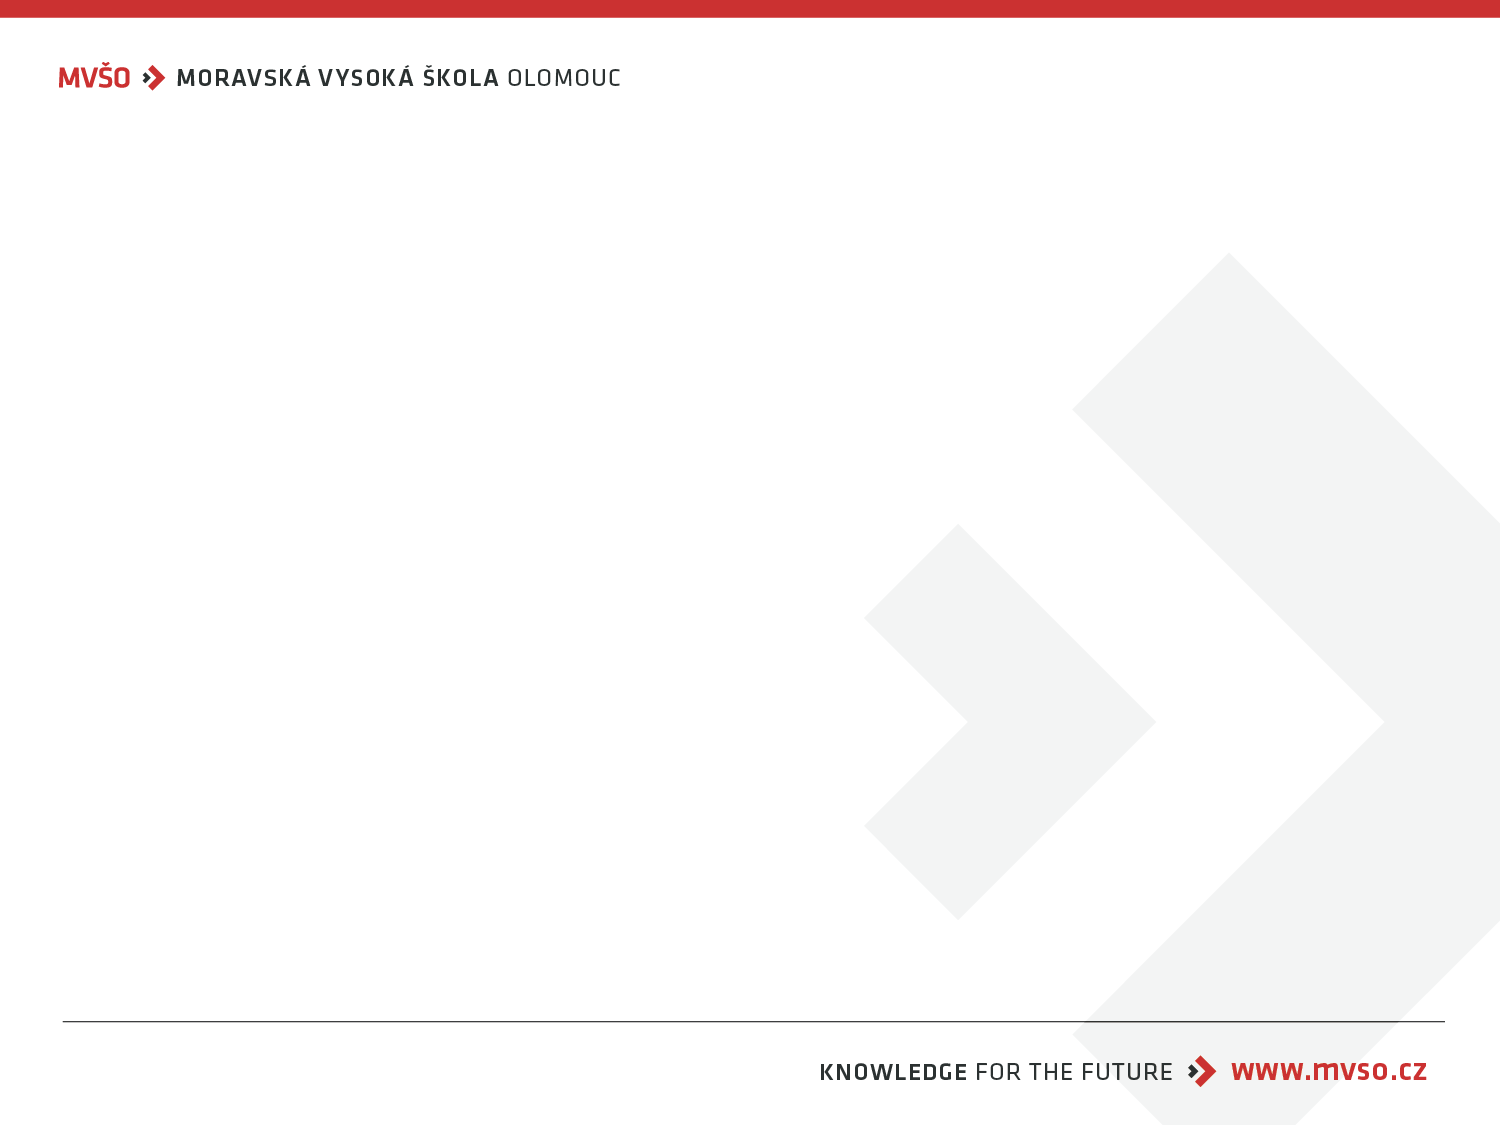 MVŠO MORAVSKÁ VYSOKÁ ŠKOLA OLOMOUC
KNOWLEDGE FOR THE FUTURE www.mvso.cz